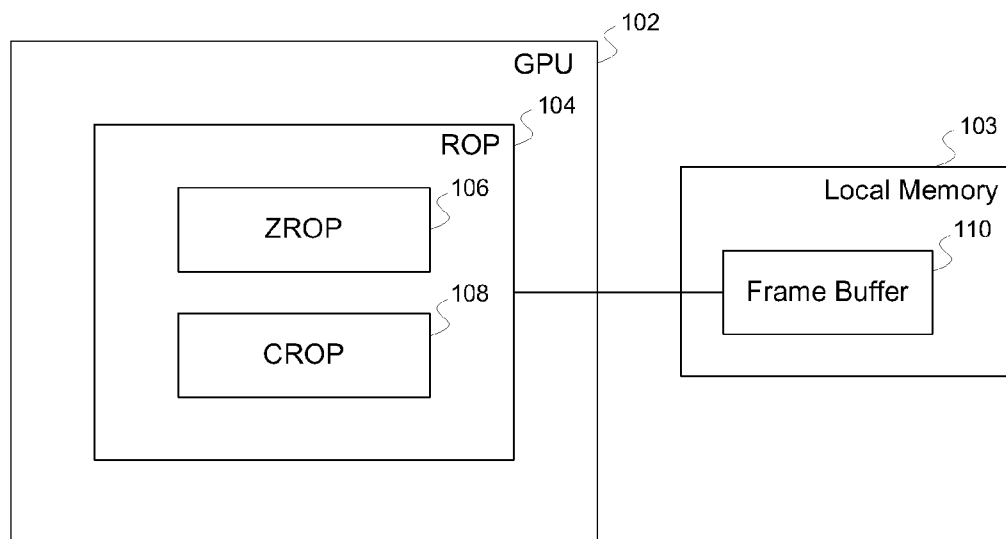 102
GPU
104
ROP
103
Local Memory
106
ZROP
110
Frame Buffer
108
CROP